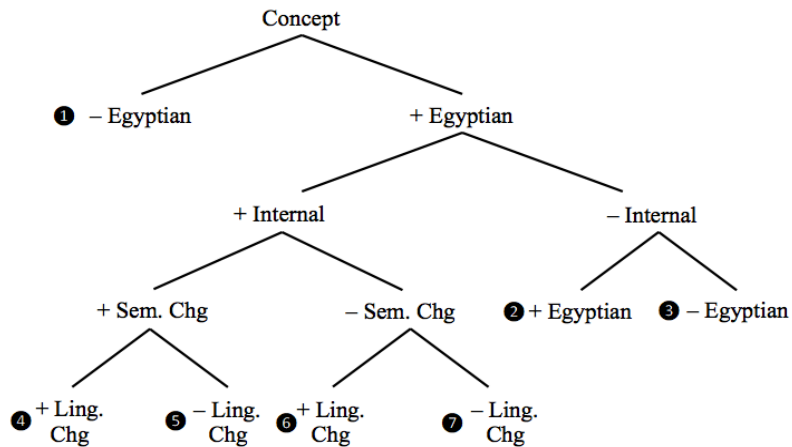 Concept
❶ – Egyptian
+ Egyptian
+ Internal
– Internal
+ Sem. Chg
– Sem. Chg
❷ + Egyptian
❸ – Egyptian
❹ + Ling.
Chg
❺ – Ling.
Chg
❻ + Ling.
Chg
❼ – Ling.
Chg